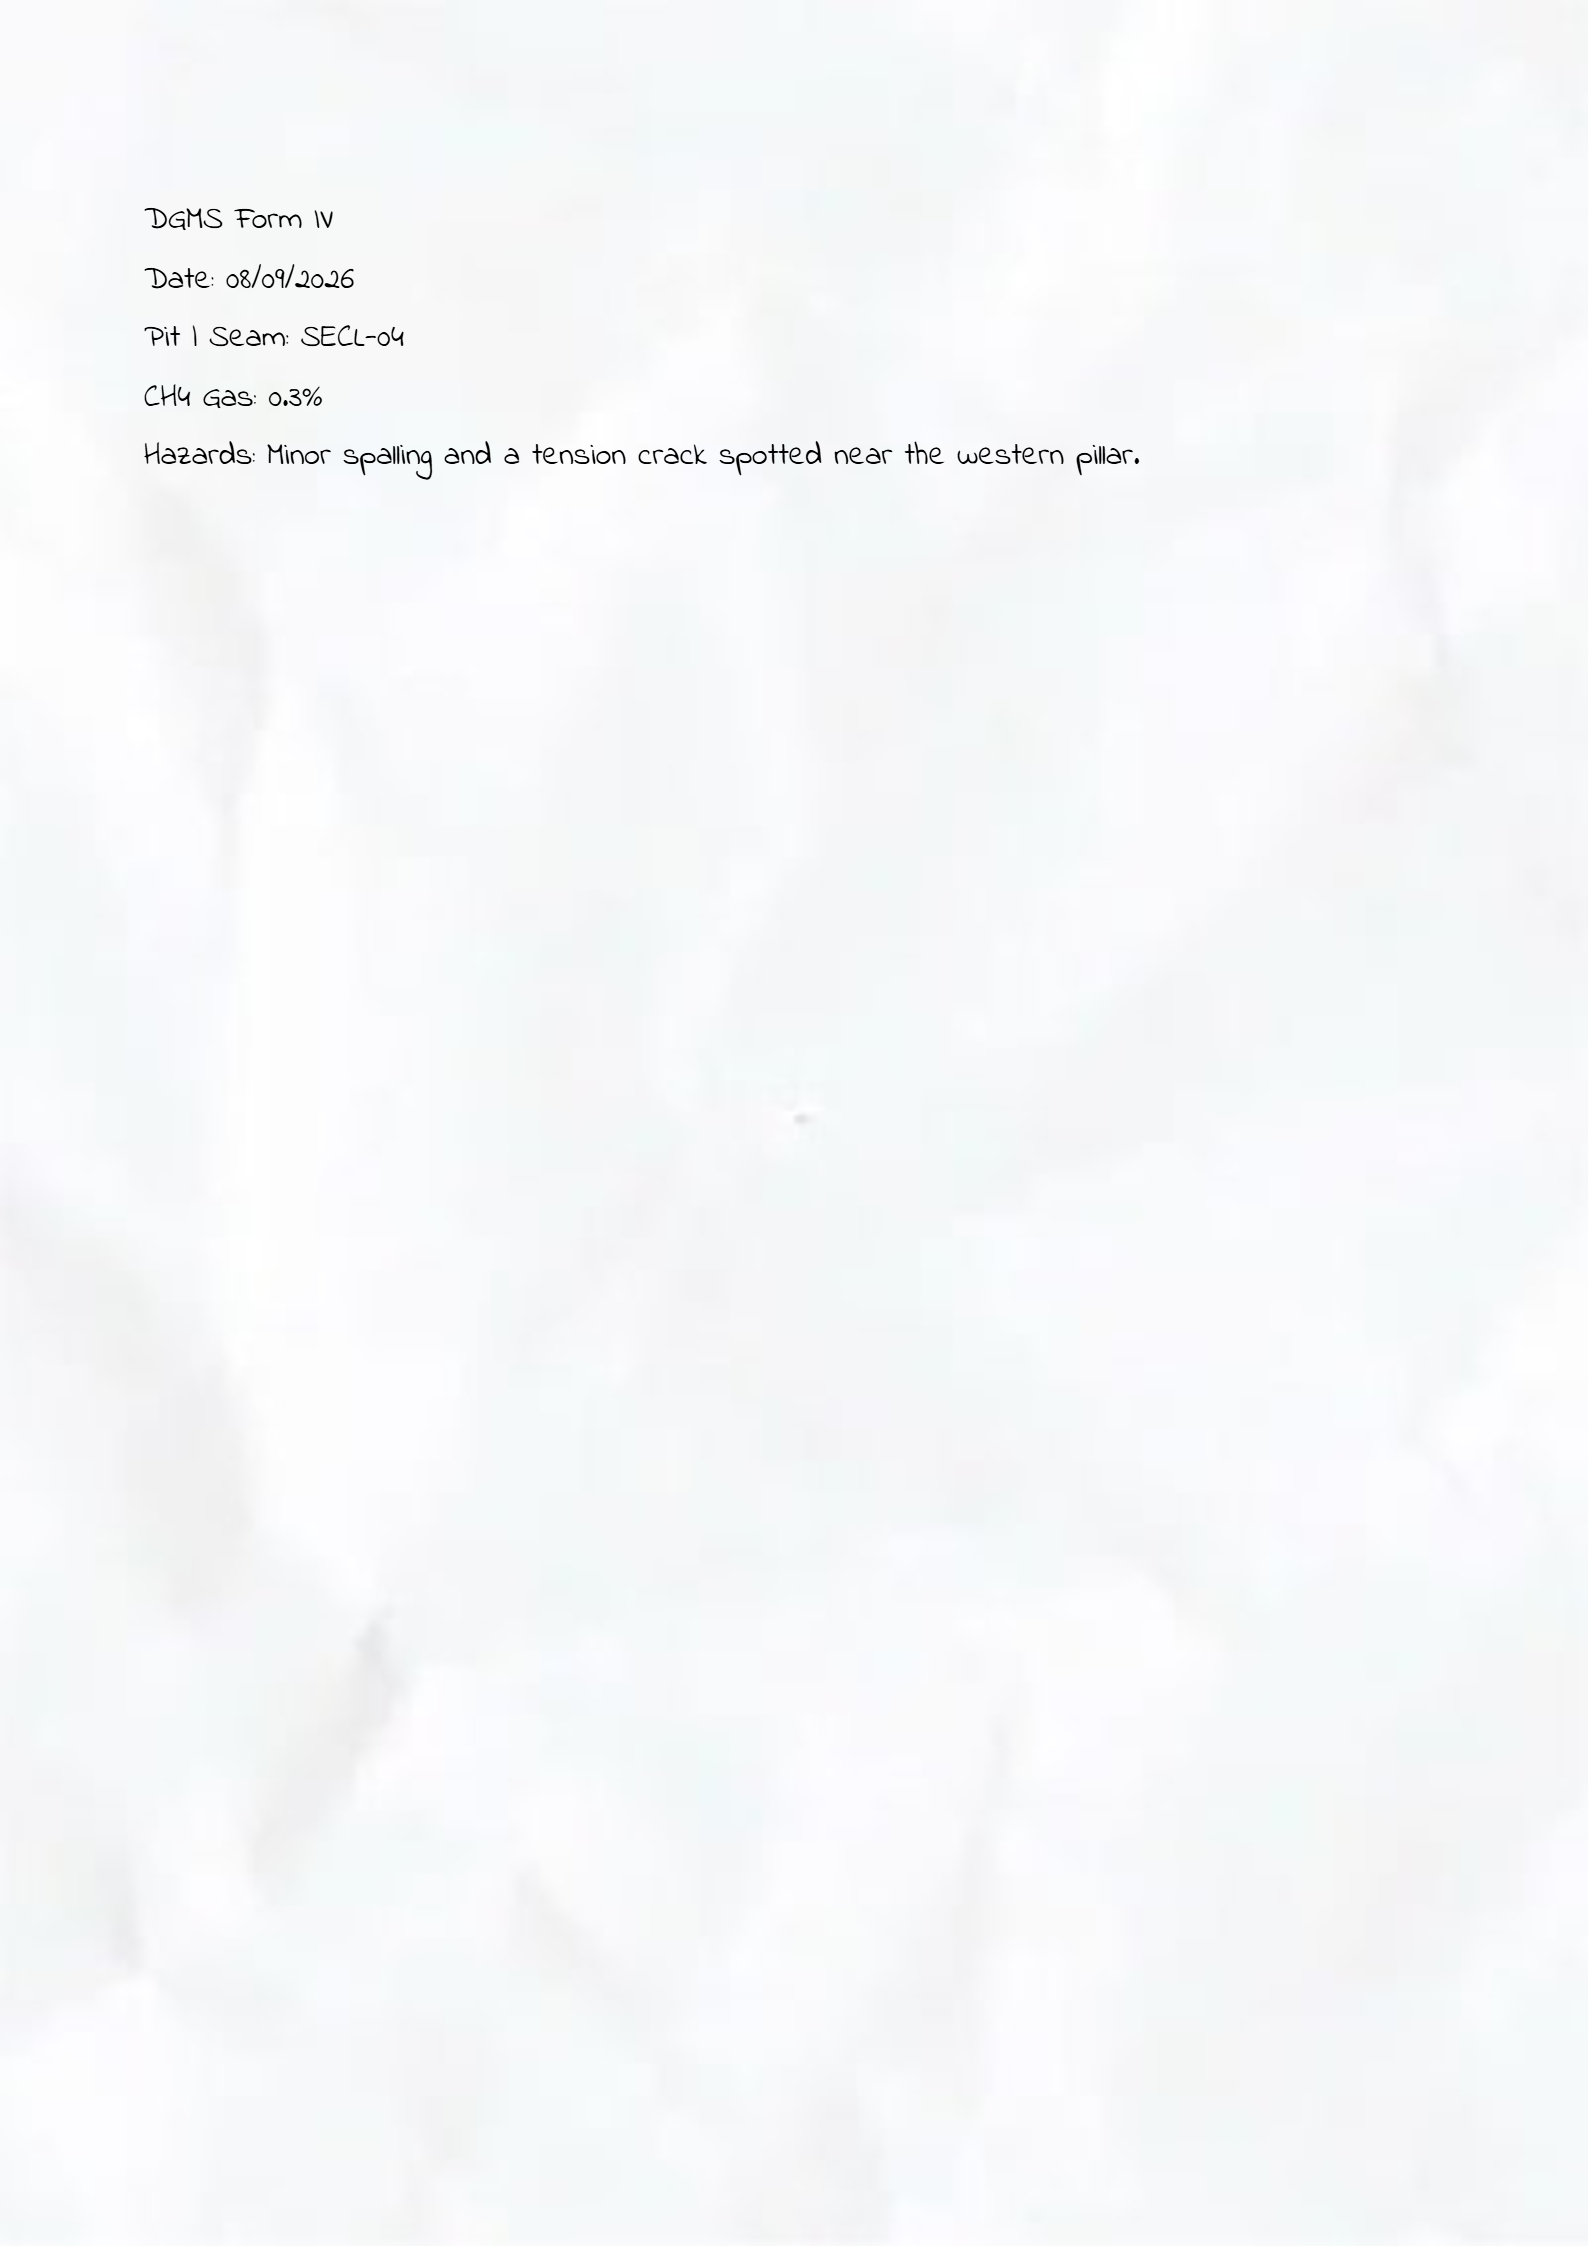 DGMS Form IV
Date: 08/09/2026
Pit | Seam: SECL-04
CH4 Gas: 0.3%
Hazards: Minor spalling and a tension crack spotted near the western pillar.